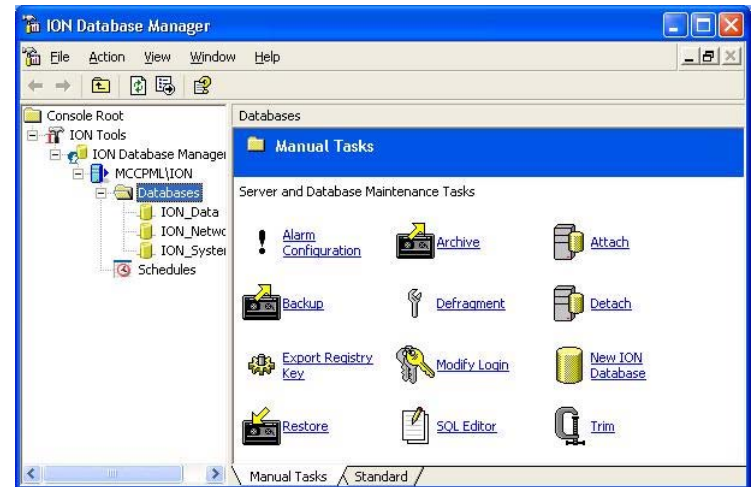 ION Database Manager
File Action View Window Help
Console Root
ION Tools
ION Database Manager
MCCPML\ION
Databases
ION_Data
ION_Netwo
ION_System
Schedules
Databases
Manual Tasks
Server and Database Maintenance Tasks
Alarm
Configuration
Archive
Attach
Backup
Defragment
Detach
Export Registry
Key
Modify Login
New ION
Database
Restore
SQL Editor
Trim
Manual Tasks
Standard